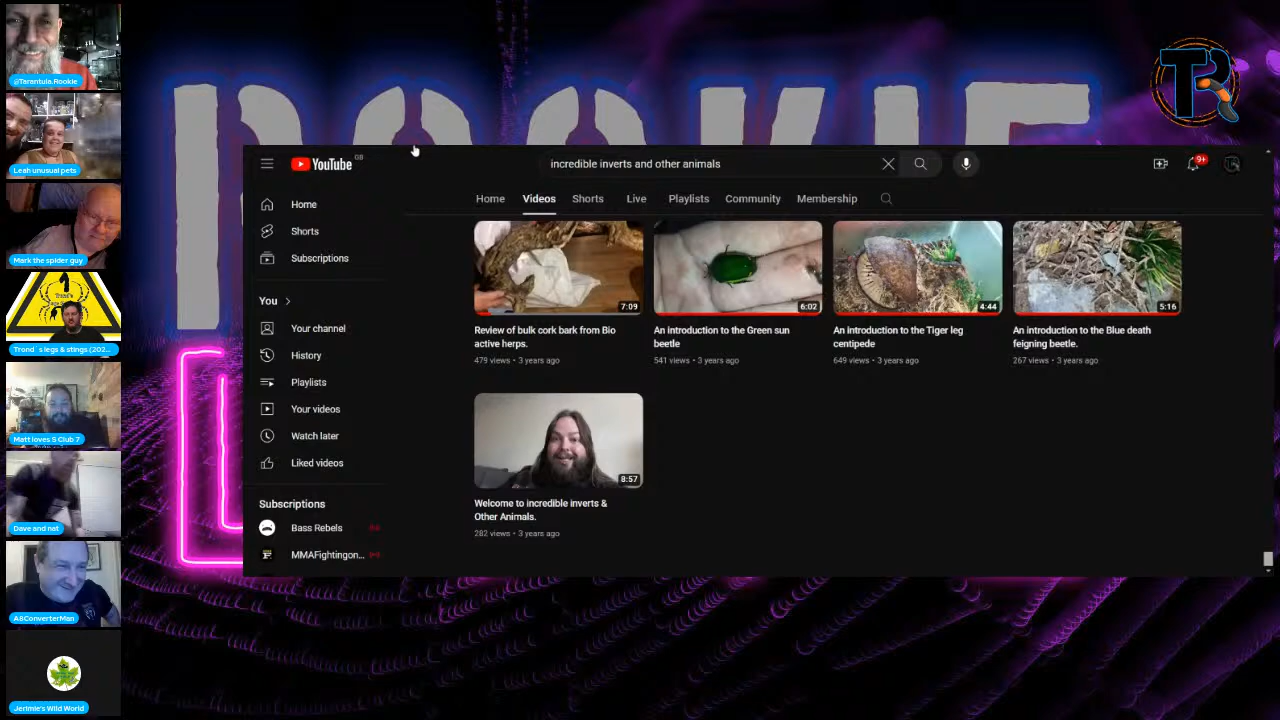 @Tarantula.Rookie
Leah unusual pets
Mark the spider guy
Trond´s legs & stings (202...
Matt loves S Club 7
Dave and nat
A8ConverterMan
Jerimie's Wild World
ROOKIE
TR
YouTube GB
incredible inverts and other animals
9+
Home
Shorts
Subscriptions
You
Your channel
History
Playlists
Your videos
Watch later
Liked videos
Subscriptions
Bass Rebels
MMAFightingon...
Home Videos Shorts Live Playlists Community Membership
7:09
Review of bulk cork bark from Bio
active herps.
479 views • 3 years ago
6:02
An introduction to the Green sun
beetle
541 views • 3 years ago
4:44
An introduction to the Tiger leg
centipede
649 views • 3 years ago
5:16
An introduction to the Blue death
feigning beetle.
267 views • 3 years ago
8:57
Welcome to incredible inverts &
Other Animals.
282 views • 3 years ago